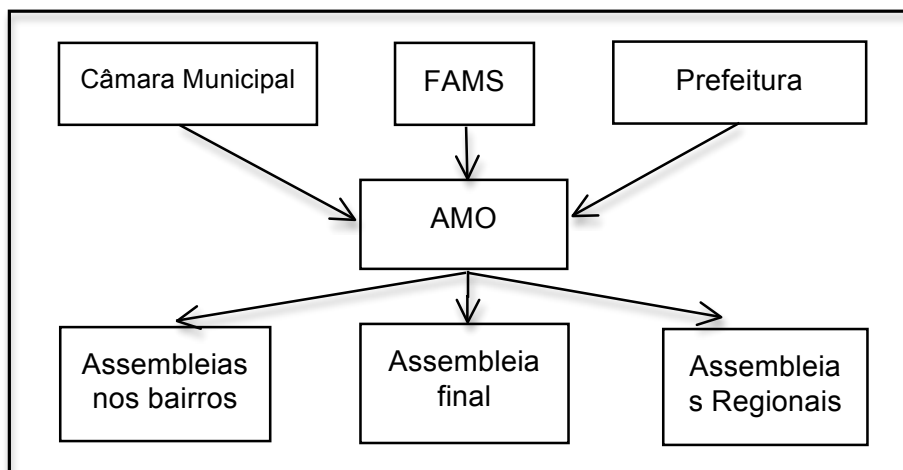 Câmara Municipal
FAMS
Prefeitura
AMO
Assembleias
nos bairros
Assembleia
final
Assembleia
s Regionais